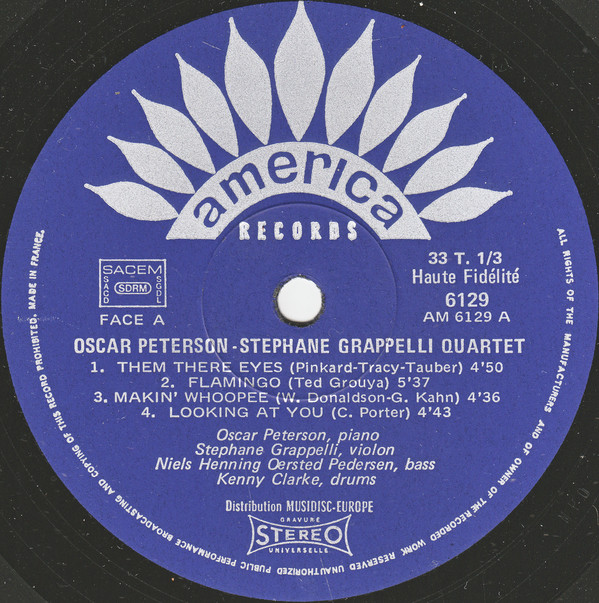 america
RECORDS
SACEM
SACD
SDRM
SGDL
FACE A
33 T. 1/3
Haute Fidélité
6129
AM 6129 A
OSCAR PETERSON - STEPHANE GRAPPELLI QUARTET
1. THEM THERE EYES (Pinkard-Tracy-Tauber) 4'50
2. FLAMINGO (Ted Grouya) 5'37
3. MAKIN' WHOOPEE (W. Donaldson-G. Kahn) 4'36
4. LOOKING AT YOU (C. Porter) 4'43
Oscar Peterson, piano
Stephane Grappelli, violon
Niels Henning Oersted Pedersen, bass
Kenny Clarke, drums
Distribution MUSIDISC-EUROPE
GRAVURE
STEREO
UNIVERSELLE
ALL RIGHTS OF THE MANUFACTURERS AND OF OWNER OF THE RECORDED WORK RESERVED UNAUTHORIZED PUBLIC PERFORMANCE BROADCASTING AND COPYING OF THIS RECORD PROHIBITED. MADE IN FRANCE.